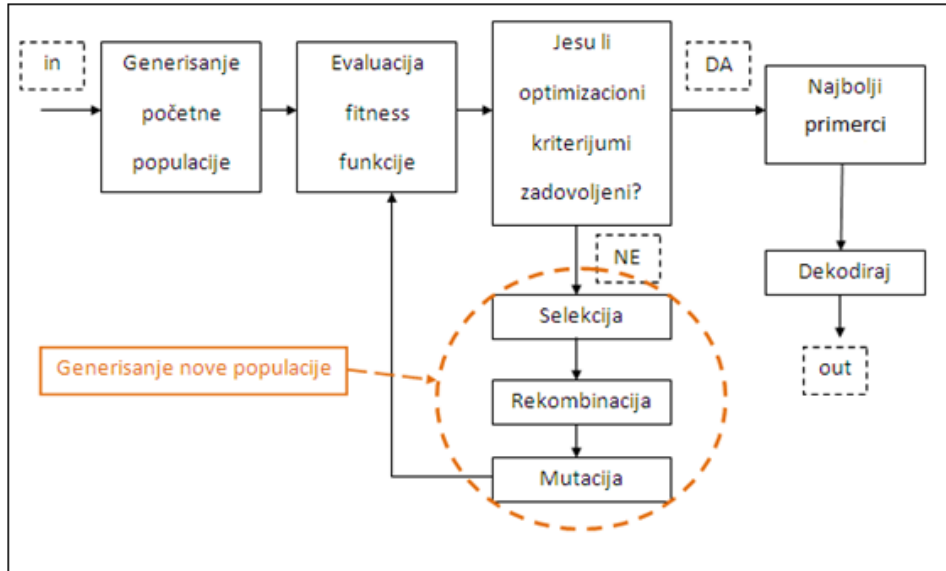 in
Generisanje
početne
populacije
Evaluacija
fitness
funkcije
Jesu li
optimizacioni
kriterijumi
zadovoljeni?
DA
Najbolji
primerci
NE
Dekodiraj
out
Selekcija
Generisanje nove populacije
Rekombinacija
Mutacija